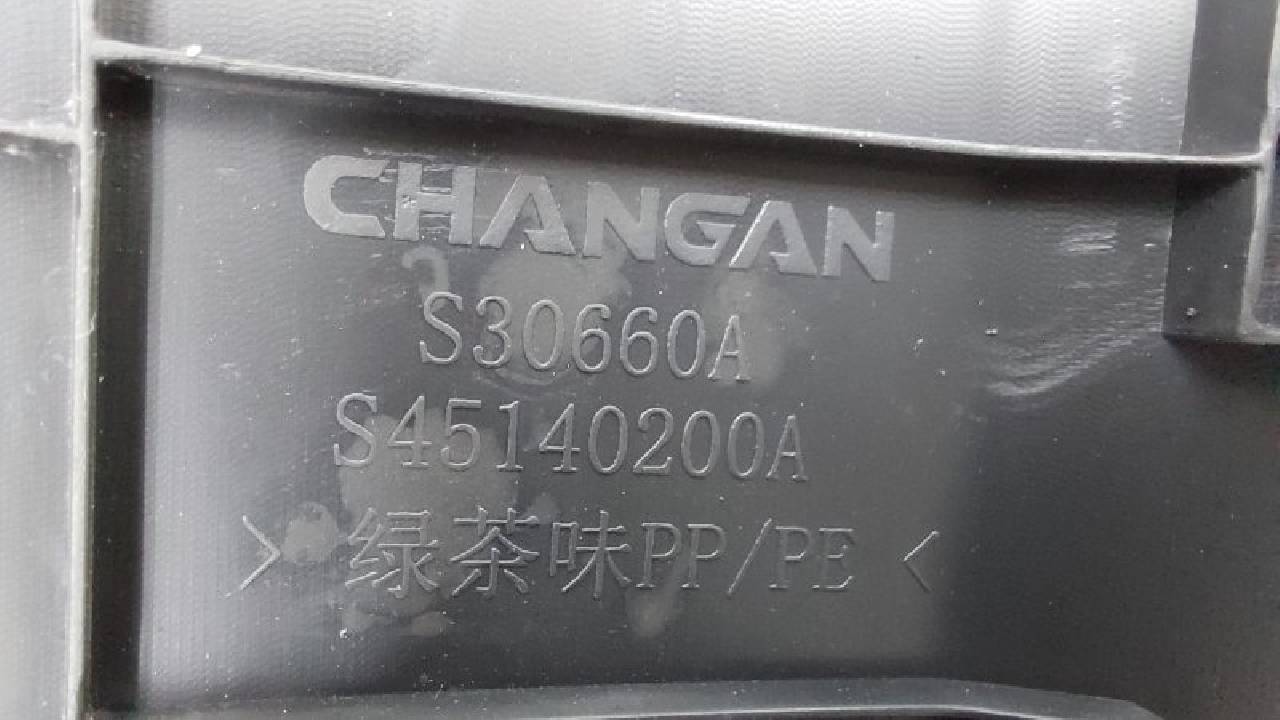 CHANGAN
S30660A
S45140200A
>绿茶味PP/PE<